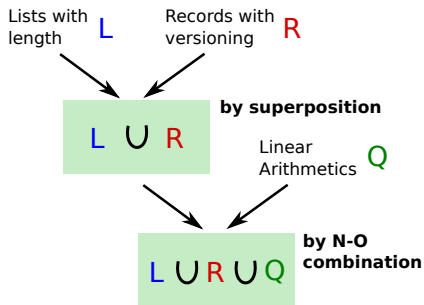 Lists with
length L
Records with
versioning R
by superposition
L ∪ R
Linear
Arithmetics Q
by N-O
combination
L ∪ R ∪ Q